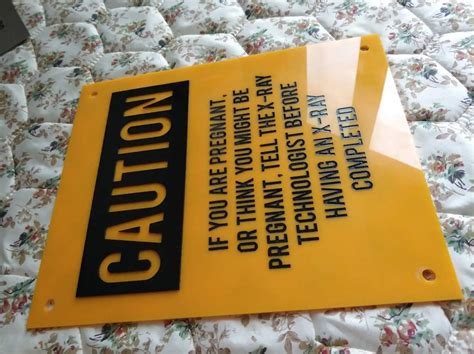 CAUTION
IF YOU ARE PREGNANT,
OR THINK YOU MIGHT BE
PREGNANT, TELL THE X-RAY
TECHNOLOGIST BEFORE
HAVING AN X-RAY
COMPLETED